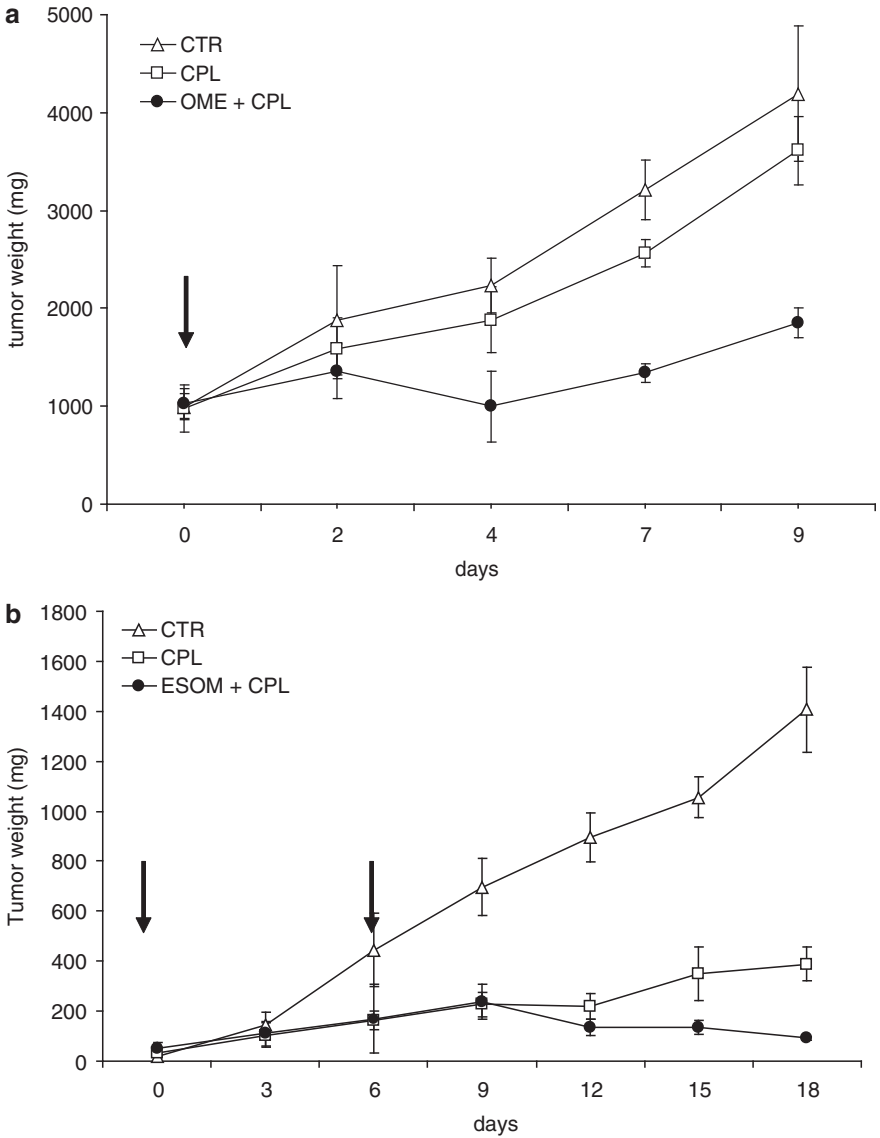 a
5000
4000
3000
2000
1000
0
tumor weight (mg)
CTR
CPL
OME + CPL
0 2 4 7 9
days
b
1800
1600
1400
1200
1000
800
600
400
200
0
Tumor weight (mg)
CTR
CPL
ESOM + CPL
0 3 6 9 12 15 18
days